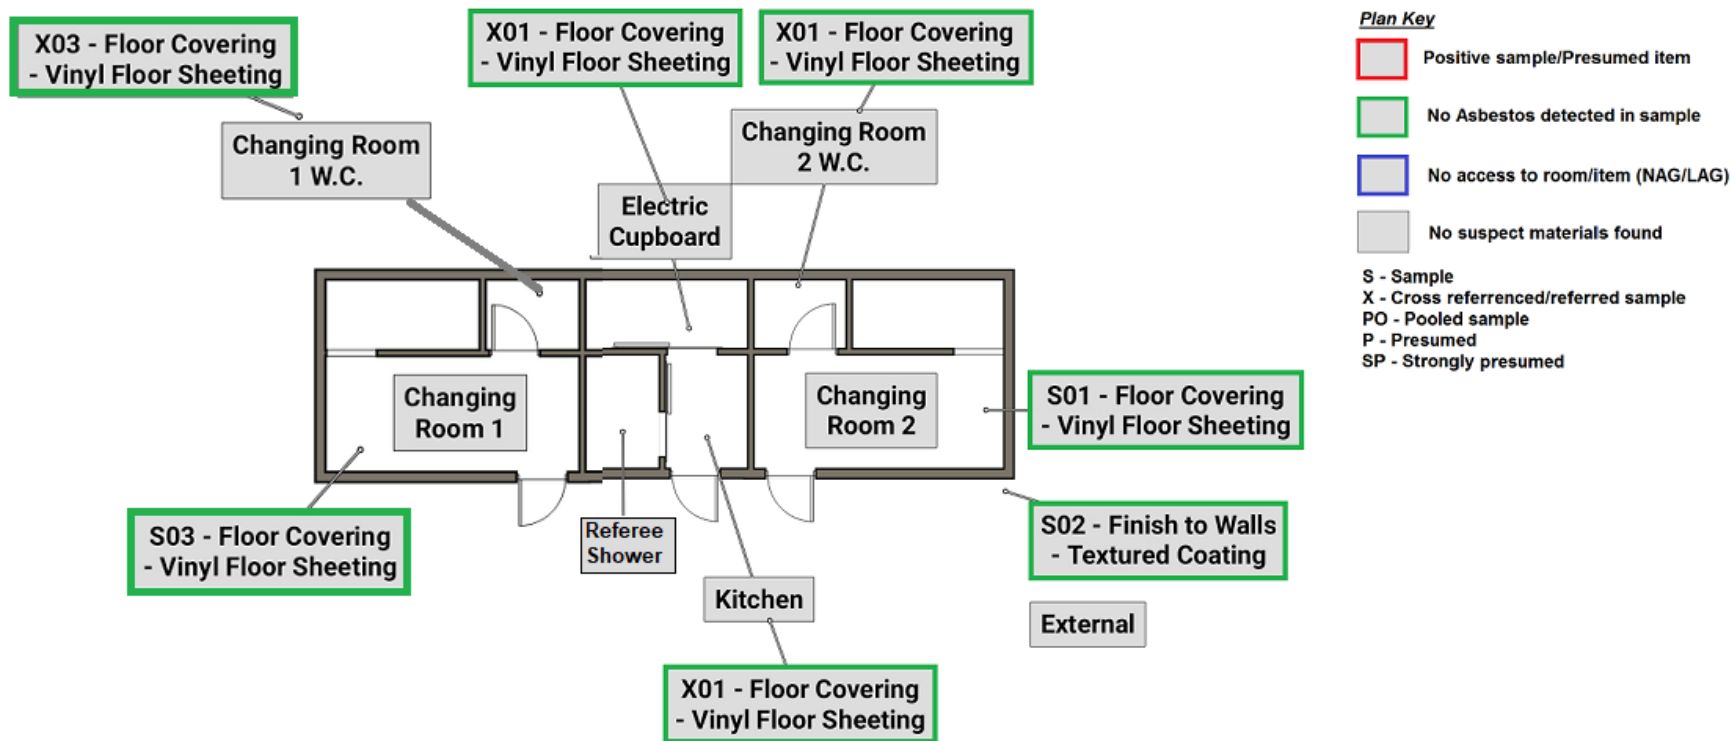 X03 - Floor Covering
- Vinyl Floor Sheeting
X01 - Floor Covering
- Vinyl Floor Sheeting
X01 - Floor Covering
- Vinyl Floor Sheeting
Changing Room
1 W.C.
Changing Room
2 W.C.
Electric
Cupboard
Changing
Room 1
Changing
Room 2
S01 - Floor Covering
- Vinyl Floor Sheeting
S03 - Floor Covering
- Vinyl Floor Sheeting
Referee
Shower
S02 - Finish to Walls
- Textured Coating
Kitchen
External
X01 - Floor Covering
- Vinyl Floor Sheeting
Plan Key
Positive sample/Presumed item
No Asbestos detected in sample
No access to room/item (NAG/LAG)
No suspect materials found
S - Sample
X - Cross referrenced/referred sample
PO - Pooled sample
P - Presumed
SP - Strongly presumed